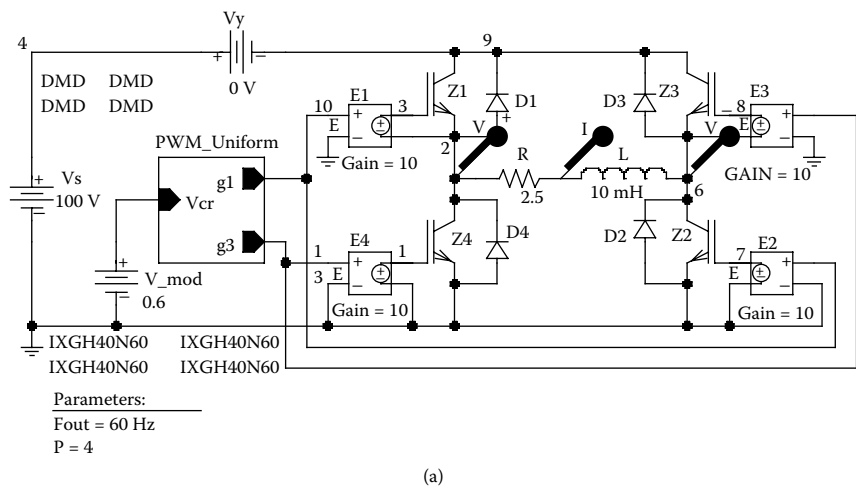 Vy
4
+
−
0 V
9
DMD DMD
DMD DMD
E1
10
+
3
E
±
−
Gain = 10
Z1
D1
+
2
V
I
R
2.5
L
10 mH
D3
Z3
E3
8
+
−
E
±
−
V
GAIN = 10
6
PWM_Uniform
g1
Vcr
g3
+
Vs
100 V
−
+
V_mod
−
0.6
E4
1
+
1
3
E
±
−
Gain = 10
Z4
D4
D2
Z2
E2
7
+
E
±
−
Gain = 10
IXGH40N60 IXGH40N60
IXGH40N60 IXGH40N60
Parameters:
Fout = 60 Hz
P = 4
(a)